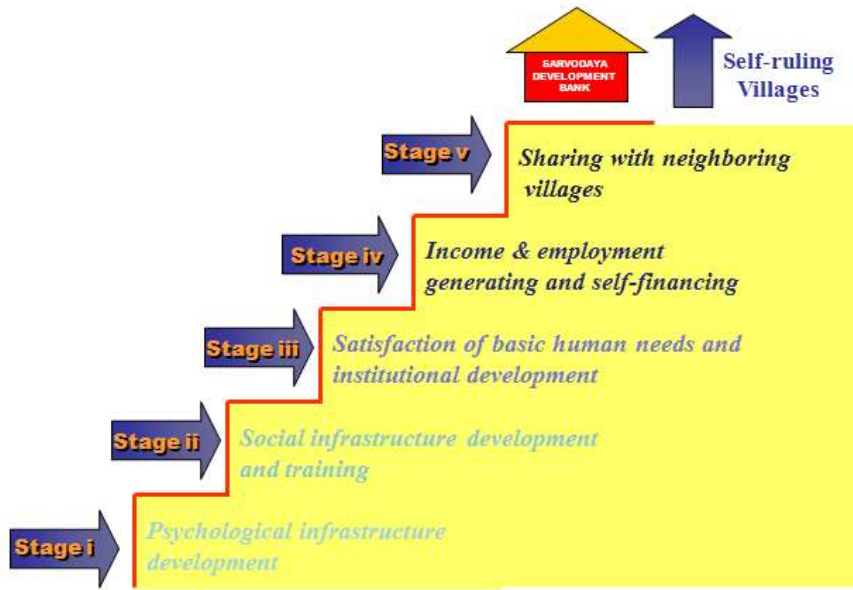 SARVODAYA
DEVELOPMENT
BANK
Self-ruling
Villages
Stage v
Sharing with neighboring
villages
Stage iv
Income & employment
generating and self-financing
Stage iii
Satisfaction of basic human needs and
institutional development
Stage ii
Social infrastructure development
and training
Stage i
Psychological infrastructure
development